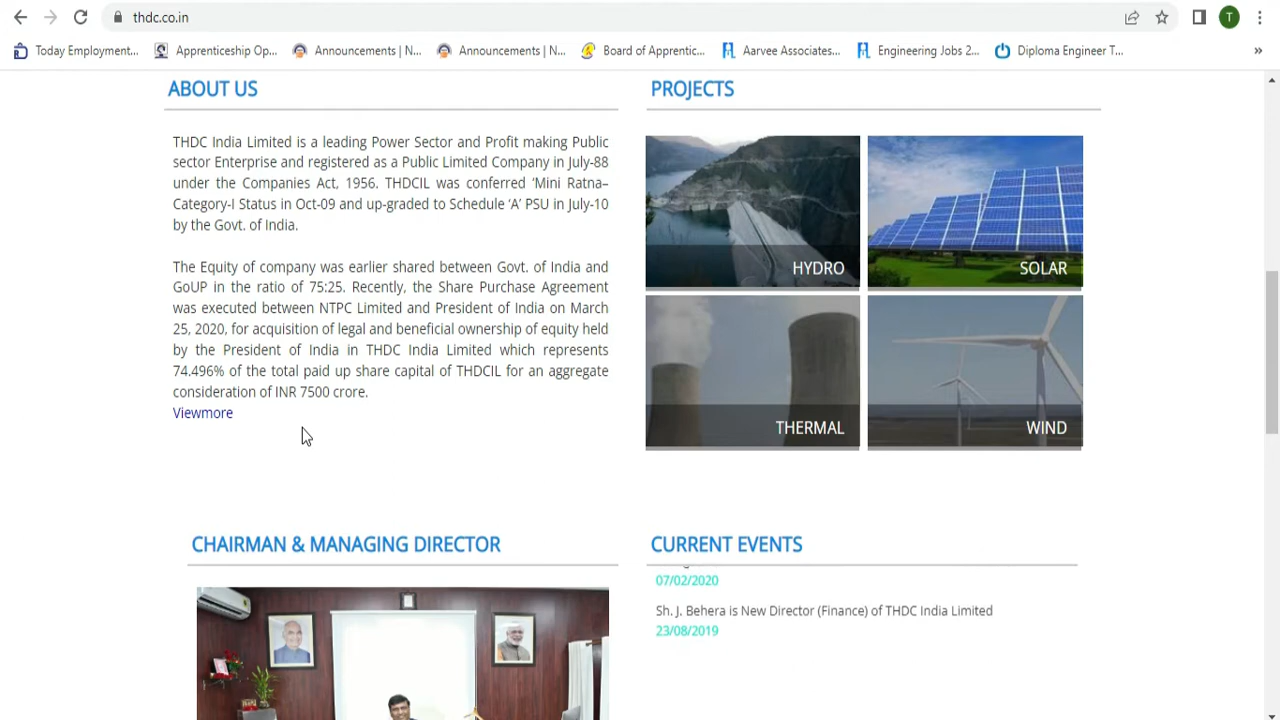 thdc.co.in
T
Today Employment...
Apprenticeship Op...
Announcements | N...
Announcements | N...
Board of Apprentic...
Aarvee Associates...
Engineering Jobs 2...
Diploma Engineer T...
»
ABOUT US
THDC India Limited is a leading Power Sector and Profit making Public
sector Enterprise and registered as a Public Limited Company in July-88
under the Companies Act, 1956. THDCIL was conferred ‘Mini Ratna–
Category-I Status in Oct-09 and up-graded to Schedule ‘A’ PSU in July-10
by the Govt. of India.
The Equity of company was earlier shared between Govt. of India and
GoUP in the ratio of 75:25. Recently, the Share Purchase Agreement
was executed between NTPC Limited and President of India on March
25, 2020, for acquisition of legal and beneficial ownership of equity held
by the President of India in THDC India Limited which represents
74.496% of the total paid up share capital of THDCIL for an aggregate
consideration of INR 7500 crore.
Viewmore
PROJECTS
HYDRO
SOLAR
THERMAL
WIND
CHAIRMAN & MANAGING DIRECTOR
CURRENT EVENTS
07/02/2020
Sh. J. Behera is New Director (Finance) of THDC India Limited
23/08/2019